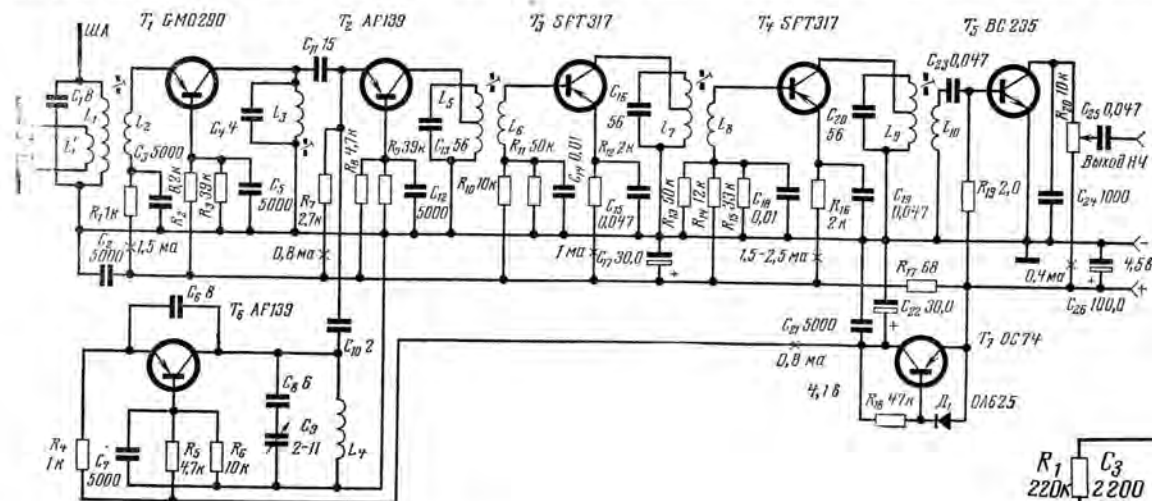 T₁ GMG290
T₂ AF139
T₃ SFT317
T₄ SFT317
T₅ BC235
ША
C₁ 8
L₁
L₁'
L₂
C₃ 5000
R₁ 1к
R₂
2к
R₃ 39к
C₄ 4
L₃
C₅
5000
C₁₁ 15
R₇
2,7к
R₈ 4,7к
R₉ 39к
L₅
C₁₃ 56
C₁₂
5000
L₆
R₁₀ 10к
R₁₁ 50к
C₁₄ 0,01
R₁₂ 2к
C₁₅
0,047
C₁₆
56
L₇
L₈
R₁₃ 50к
R₁₄ 12к
R₁₅ 33к
C₁₈
0,01
R₁₆
2к
C₂₀
56
L₉
C₁₉
0,047
L₁₀
C₂₃ 0,047
R₁₉ 2,0
R₂₀ 10к
C₂₅ 0,047
Выход НЧ
C₂₄ 1000
C₂
5000
1,5 ма
0,8 ма
1 ма
C₁₇ 30,0
+
1,5-2,5 ма
R₁₇ 68
0,4 ма
−
4,5в
+
+
C₂₆ 100,0
C₆ 8
T₆ AF139
C₁₀ 2
C₈ 6
C₉
2-11
L₄
R₄
1к
C₇
5000
R₅
4,7к
R₆
10к
C₂₁ 5000
0,8 ма
4,1в
C₂₂ 30,0
+
T₇ OC74
R₁₈ 47к
Д₁
OA625
R₁
220к
C₃
2200